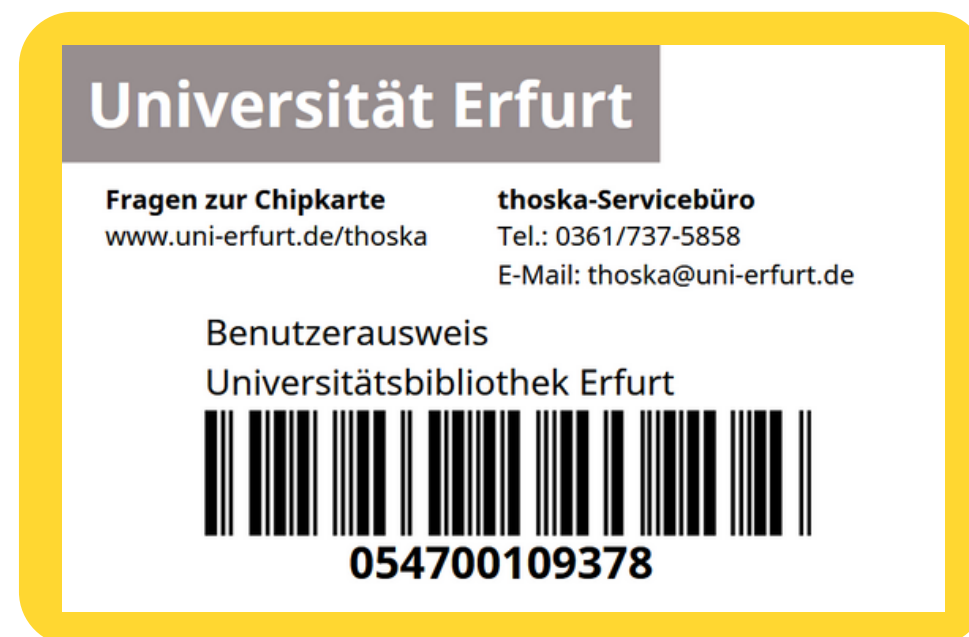 Universität Erfurt
Fragen zur Chipkarte
www.uni-erfurt.de/thoska
thoska-Servicebüro
Tel.: 0361/737-5858
E-Mail: thoska@uni-erfurt.de
Benutzerausweis
Universitätsbibliothek Erfurt
054700109378